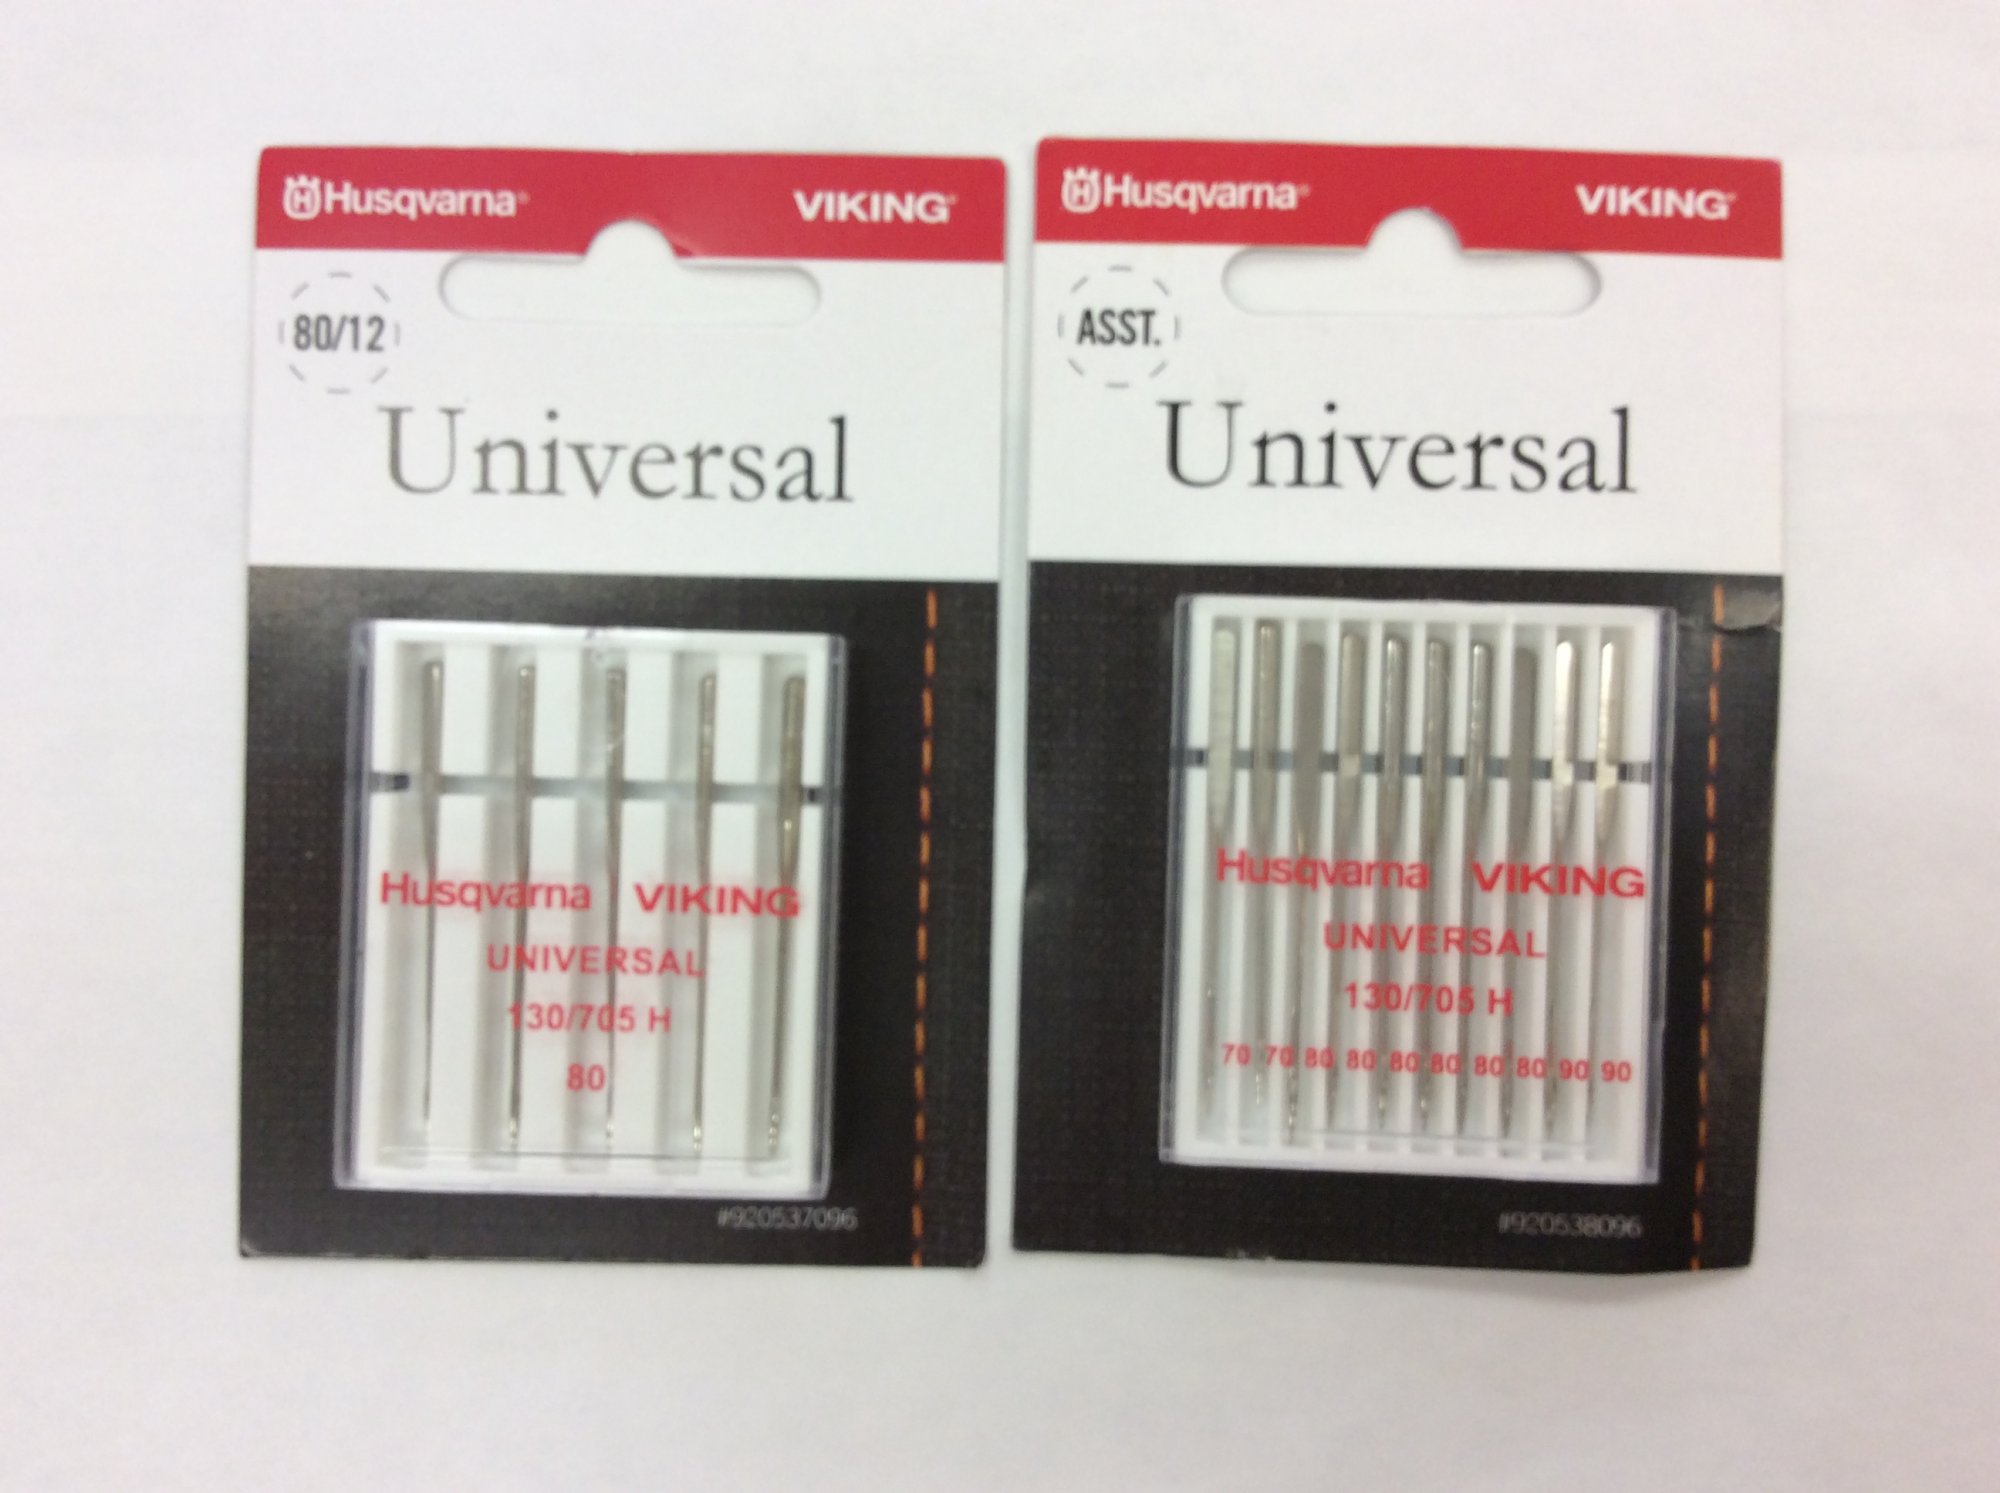 Husqvarna® VIKING®
80/12
Universal
Husqvarna VIKING
UNIVERSAL
130/705 H
80
#920537096
Husqvarna® VIKING®
ASST.
Universal
Husqvarna VIKING
UNIVERSAL
130/705 H
70 70 80 80 80 80 80 80 90 90
#920538096